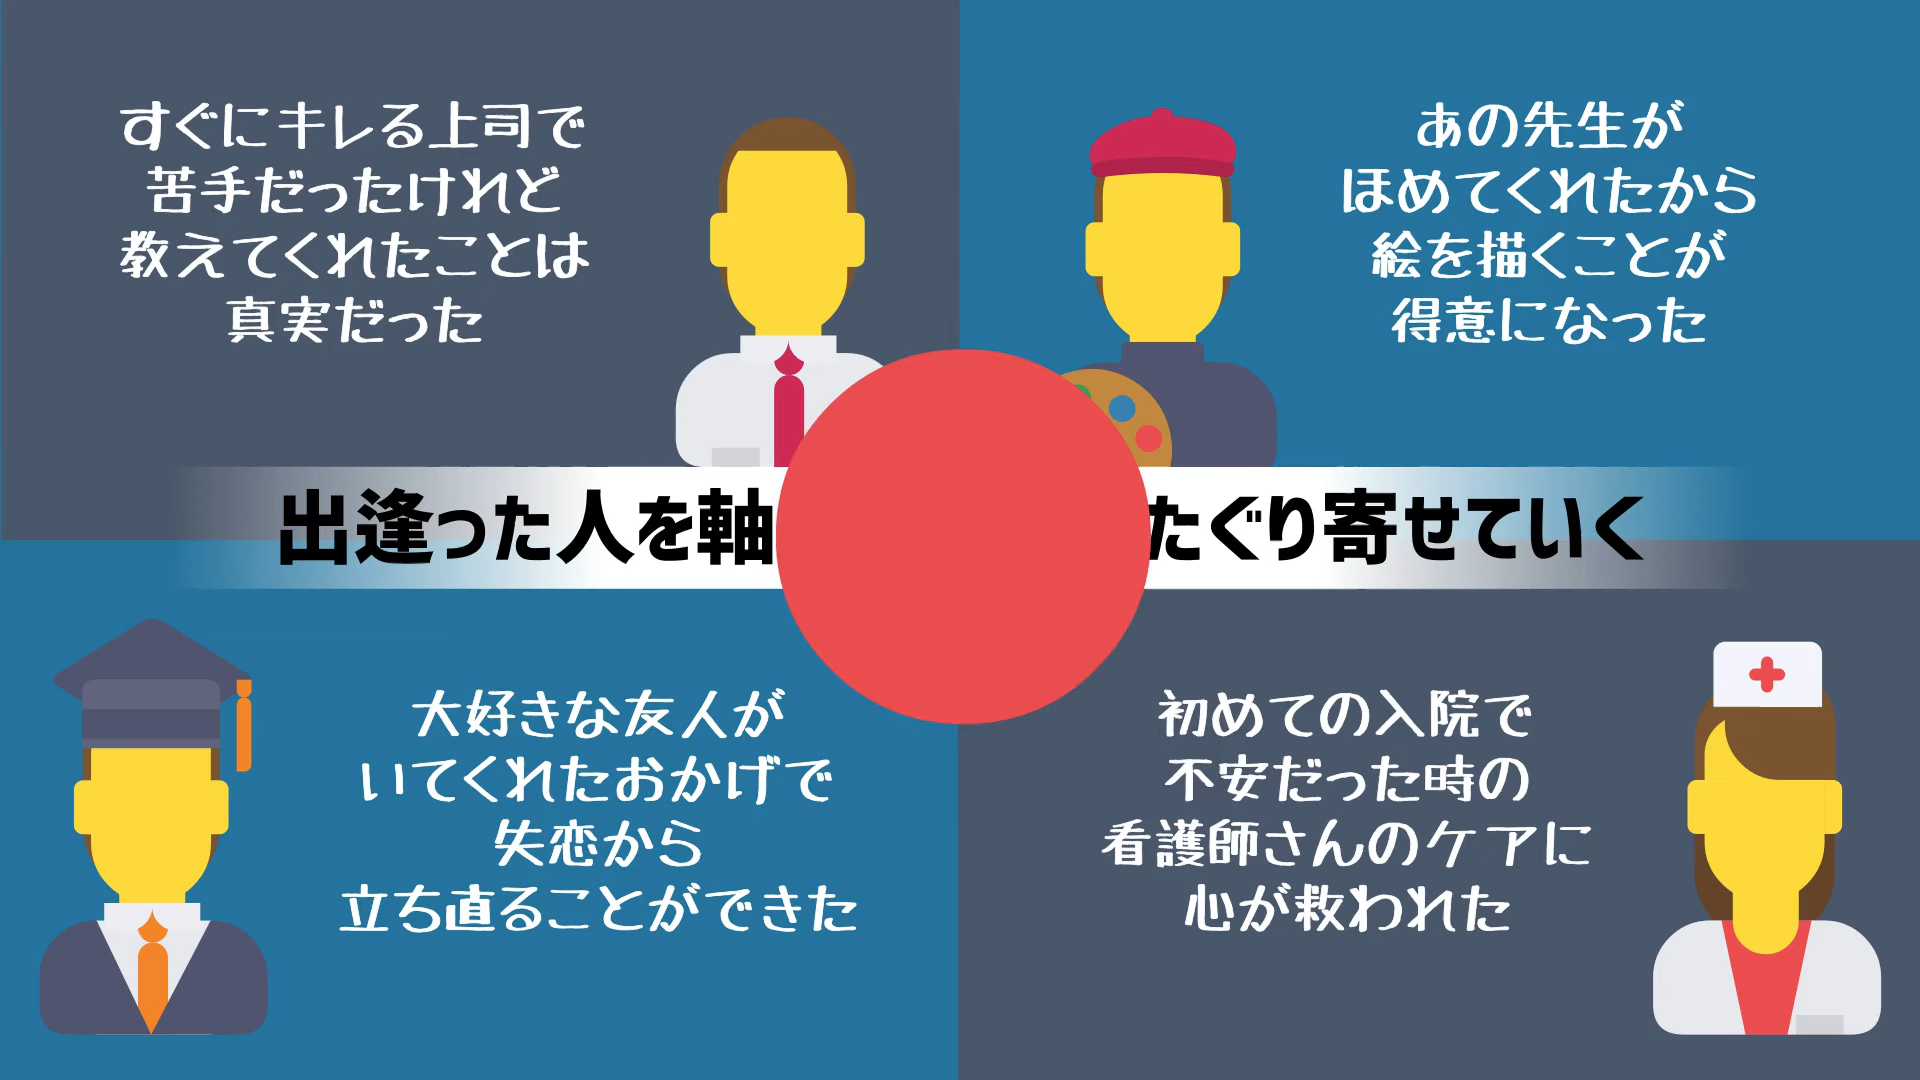 すぐにキレる上司で
苦手だったけれど
教えてくれたことは
真実だった
あの先生が
ほめてくれたから
絵を描くことが
得意になった
出逢った人を軸
たぐり寄せていく
大好きな友人が
いてくれたおかげで
失恋から
立ち直ることができた
初めての入院で
不安だった時の
看護師さんのケアに
心が救われた